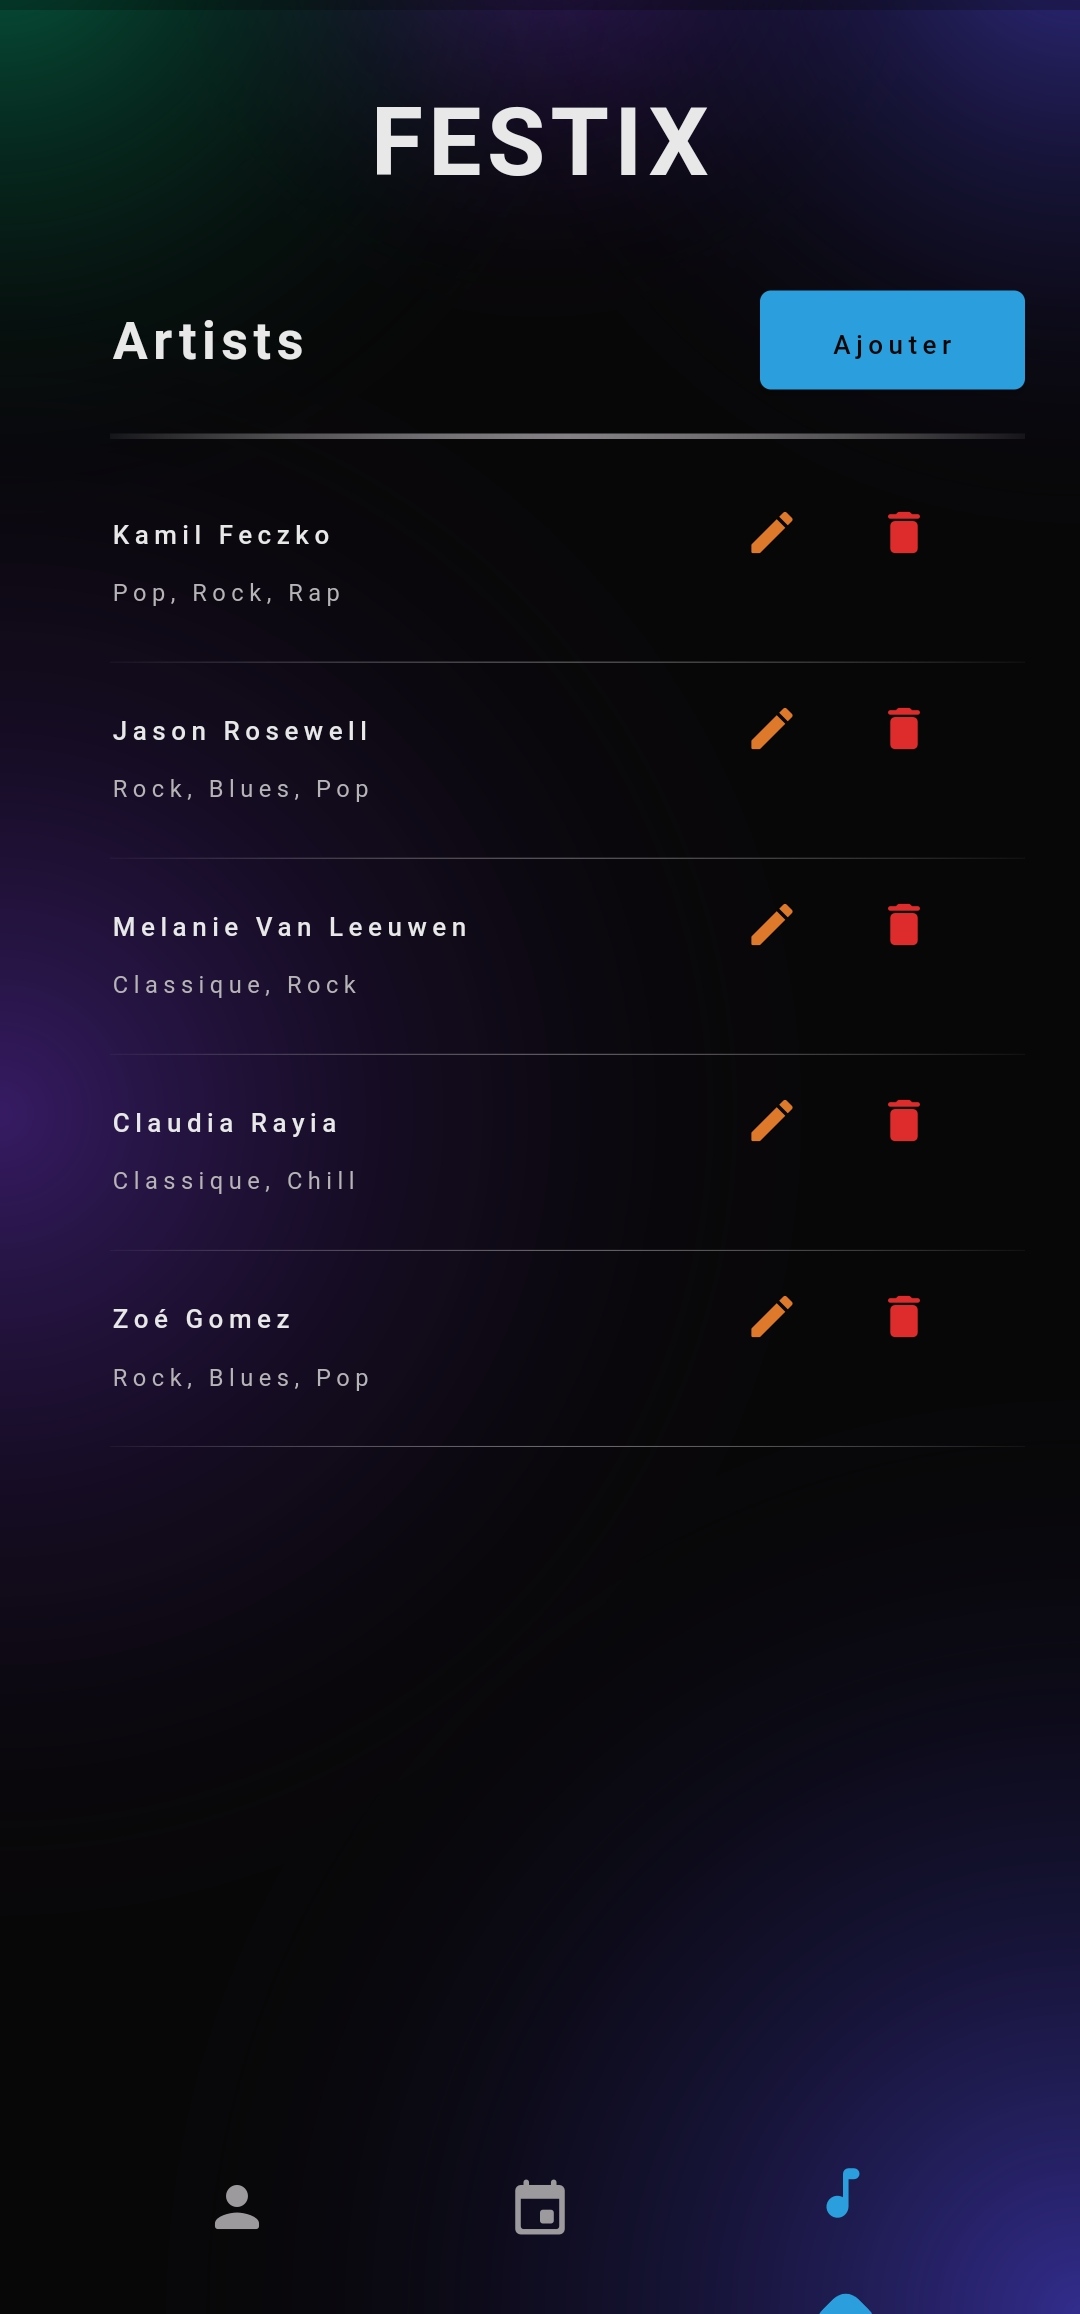 FESTIX
Artists
Ajouter
Kamil Feczko
Pop, Rock, Rap
Jason Rosewell
Rock, Blues, Pop
Melanie Van Leeuwen
Classique, Rock
Claudia Rayia
Classique, Chill
Zoé Gomez
Rock, Blues, Pop